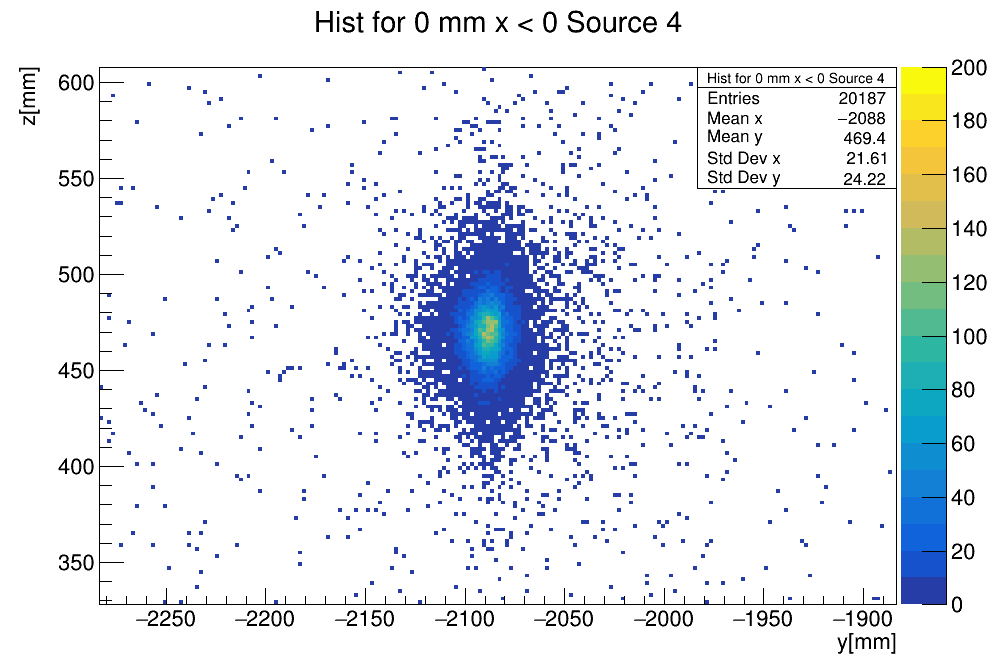 Hist for 0 mm x < 0 Source 4
z[mm]
600
550
500
450
400
350
Hist for 0 mm x < 0 Source 4
Entries 20187
Mean x −2088
Mean y 469.4
Std Dev x 21.61
Std Dev y 24.22
200
180
160
140
120
100
80
60
40
20
0
−2250 −2200 −2150 −2100 −2050 −2000 −1950 −1900
y[mm]